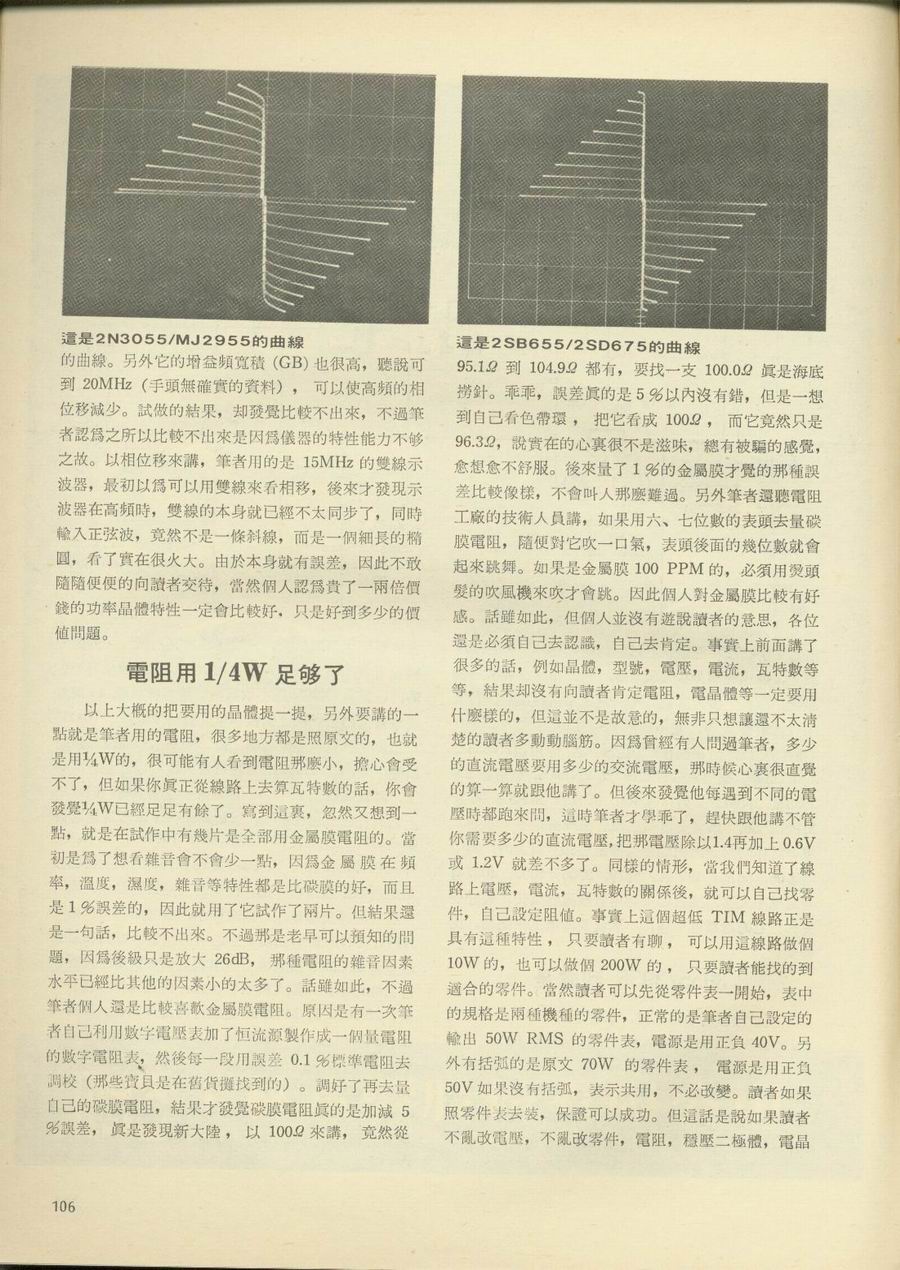 這是2N3055/MJ2955的曲線
的曲線。另外它的增益頻寬積 (GB) 也很高，聽說可
到 20MHz（手頭無確實的資料）， 可以使高頻的相
位移減少。試做的結果，却發覺比較不出來，不過筆
者認爲之所以比較不出來是因爲儀器的特性能力不够
之故。以相位移來講，筆者用的是 15MHz 的雙線示
波器，最初以爲可以用雙線來看相移，後來才發現示
波器在高頻時，雙線的本身就已經不太同步了，同時
輸入正弦波，竟然不是一條斜線，而是一個細長的橢
圓，看了實在很火大。由於本身就有誤差，因此不敢
隨隨便便的向讀者交待，當然個人認爲貴了一兩倍價
錢的功率晶體特性一定會比較好，只是好到多少的價
値問題。
電阻用 1/4W 足够了
以上大概的把要用的晶體提一提，另外要講的一
點就是筆者用的電阻，很多地方都是照原文的，也就
是用¼W的，很可能有人看到電阻那麽小，擔心會受
不了，但如果你眞正從線路上去算瓦特數的話，你會
發覺¼W已經足足有餘了。寫到這裏，忽然又想到一
點，就是在試作中有幾片是全部用金屬膜電阻的。當
初是爲了想看雜音會不會少一點，因爲金屬膜在頻
率，溫度，濕度，雜音等特性都是比碳膜的好，而且
是 1 %誤差的，因此就用了它試作了兩片。但結果還
是一句話，比較不出來。不過那是老早可以預知的問
題，因爲後級只是放大 26dB， 那種電阻的雜音因素
水平已經比其他的因素小的太多了。話雖如此，不過
筆者個人還是比較喜歡金屬膜電阻。原因是有一次筆
者自己利用數字電壓表加了恒流源製作成一個量電阻
的數字電阻表，然後每一段用誤差 0.1 %標準電阻去
調校（那些寶貝是在舊貨攤找到的）。調好了再去量
自己的碳膜電阻，結果才發覺碳膜電阻眞的是加減 5
%誤差， 眞是發現新大陸， 以 100Ω 來講， 竟然從
這是2SB655/2SD675的曲線
95.1Ω 到 104.9Ω 都有，要找一支 100.0Ω 眞是海底
撈針。乖乖，誤差眞的是 5 %以內沒有錯，但是一想
到自己看色帶環， 把它看成 100Ω， 而它竟然只是
96.3Ω，說實在的心裏很不是滋味，總有被騙的感覺，
愈想愈不舒服。後來量了 1 %的金屬膜才覺的那種誤
差比較像樣，不會叫人那麽難過。另外筆者還聽電阻
工廠的技術人員講，如果用六、七位數的表頭去量碳
膜電阻，隨便對它吹一口氣，表頭後面的幾位數就會
起來跳舞。如果是金屬膜 100 PPM 的，必須用燙頭
髮的吹風機來吹才會跳。因此個人對金屬膜比較有好
感。話雖如此，但個人並沒有遊說讀者的意思，各位
還是必須自己去認識，自己去肯定。事實上前面講了
很多的話，例如晶體，型號，電壓，電流，瓦特數等
等，結果却沒有向讀者肯定電阻，電晶體等一定要用
什麽樣的，但這並不是故意的，無非只想讓還不太清
楚的讀者多動動腦筋。因爲曾經有人問過筆者，多少
的直流電壓要用多少的交流電壓，那時候心裏很直覺
的算一算就跟他講了。但後來發覺他每遇到不同的電
壓時都跑來問，這時筆者才學乖了，趕快跟他講不管
你需要多少的直流電壓，把那電壓除以1.4再加上 0.6V
或 1.2V 就差不多了。同樣的情形，當我們知道了線
路上電壓，電流，瓦特數的關係後，就可以自己找零
件，自己設定阻値。事實上這個超低 TIM 線路正是
具有這種特性， 只要讀者有聊， 可以用這線路做個
10W 的，也可以做個 200W 的， 只要讀者能找的到
適合的零件。當然讀者可以先從零件表一開始，表中
的規格是兩種機種的零件，正常的是筆者自己設定的
輸出 50W RMS 的零件表，電源是用正負 40V。另
外有括弧的是原文 70W 的零件表， 電源是用正負
50V 如果沒有括弧，表示共用，不必改變。讀者如果
照零件表去裝，保證可以成功。但這話是說如果讀者
不亂改電壓，不亂改零件，電阻，穩壓二極體，電晶
106